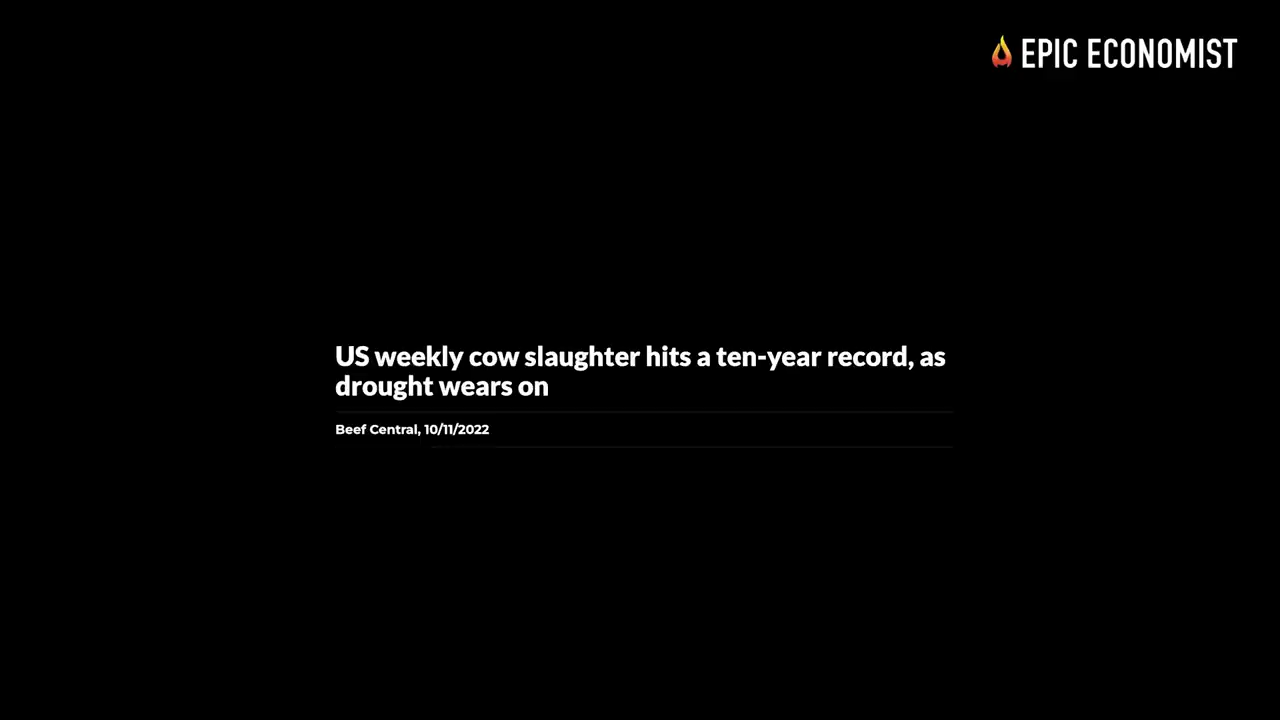 EPIC ECONOMIST
US weekly cow slaughter hits a ten-year record, as
drought wears on
Beef Central, 10/11/2022